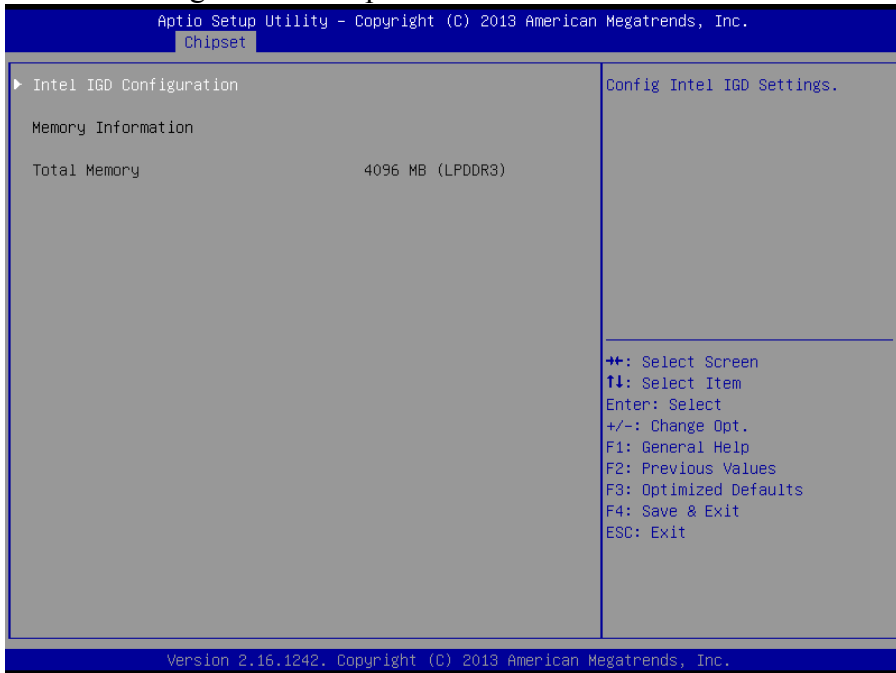 Aptio Setup Utility – Copyright (C) 2013 American Megatrends, Inc.
Chipset
Intel IGD Configuration
Memory Information
Total Memory 4096 MB (LPDDR3)
Config Intel IGD Settings.
→←: Select Screen
↑↓: Select Item
Enter: Select
+/-: Change Opt.
F1: General Help
F2: Previous Values
F3: Optimized Defaults
F4: Save & Exit
ESC: Exit
Version 2.16.1242. Copyright (C) 2013 American Megatrends, Inc.